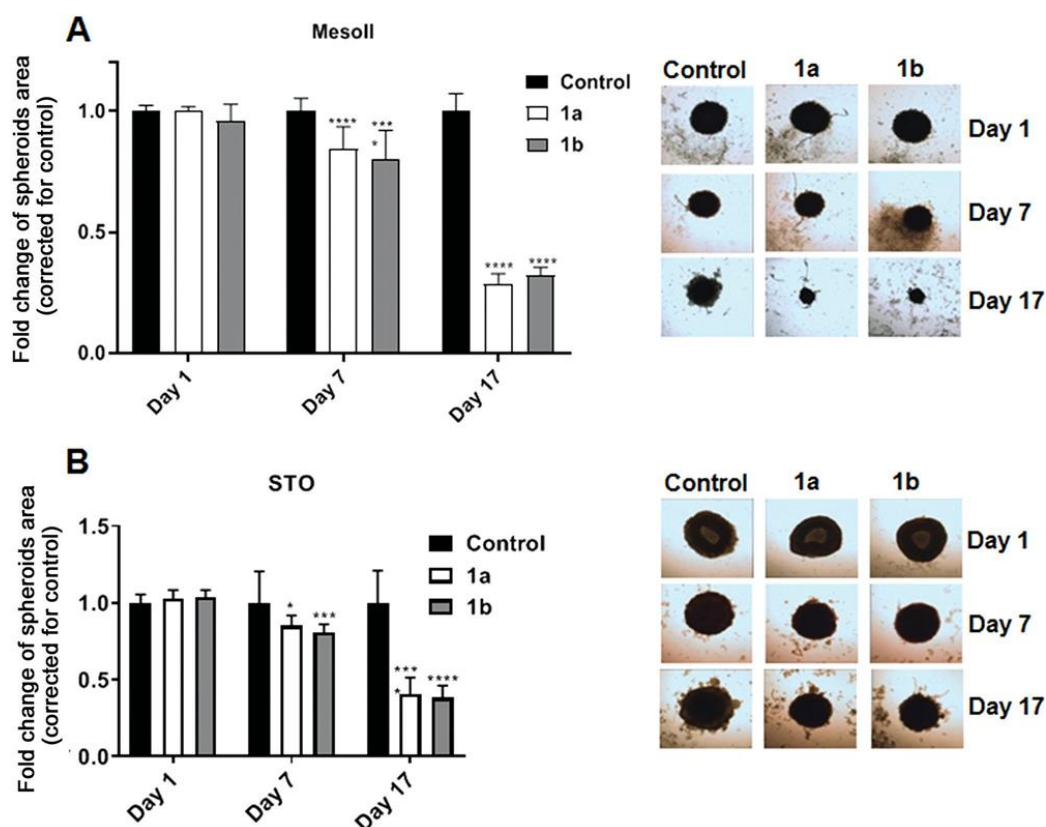 A
MesoII
Fold change of spheroids area
(corrected for control)
1.0
0.5
0.0
Control
1a
1b
****
***
*
****
****
Day 1
Day 7
Day 17
Control 1a 1b
Day 1
Day 7
Day 17
B
STO
Fold change of spheroids area
(corrected for control)
1.5
1.0
0.5
0.0
Control
1a
1b
*
***
***
*
****
Day 1
Day 7
Day 17
Control 1a 1b
Day 1
Day 7
Day 17